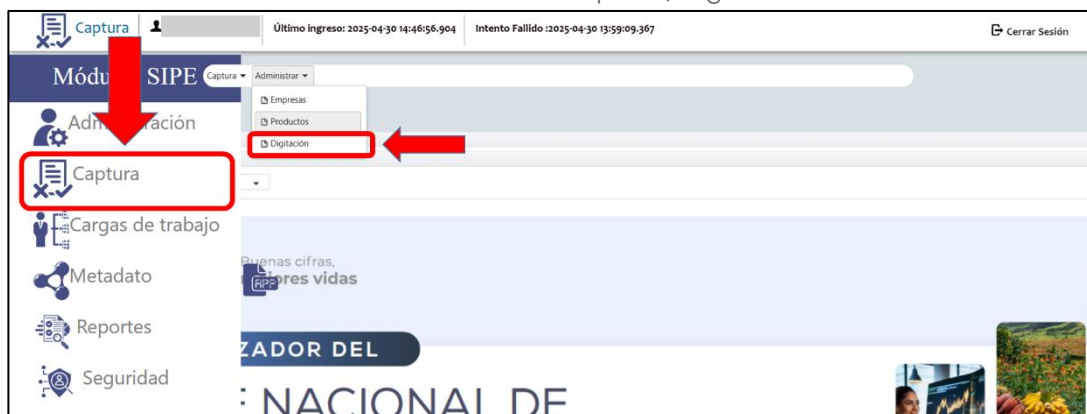 Captura
Último ingreso: 2025-04-30 14:46:56.904
Intento Fallido :2025-04-30 13:59:09.367
Cerrar Sesión
SIPE
Captura
Administrar
Empresas
Productos
Digitación
Captura
Cargas de trabajo
Metadato
Reportes
Seguridad
Buenas cifras,
vidas
APP
DEL
NACIONAL DE